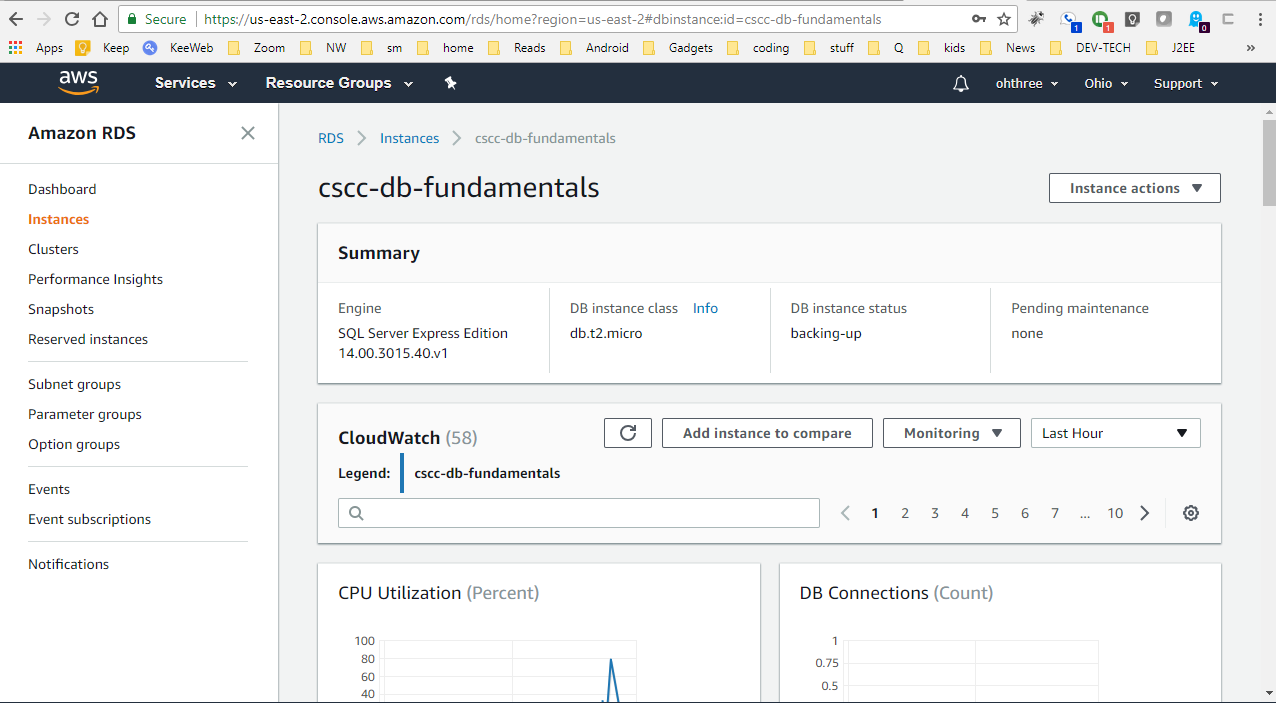 Secure https://us-east-2.console.aws.amazon.com/rds/home?region=us-east-2#dbinstance:id=cscc-db-fundamentals
1 1 0
Apps Keep KeeWeb Zoom NW sm home Reads Android Gadgets coding stuff Q kids News DEV-TECH J2EE »
aws Services Resource Groups ohthree Ohio Support
Amazon RDS
Dashboard
Instances
Clusters
Performance Insights
Snapshots
Reserved instances
Subnet groups
Parameter groups
Option groups
Events
Event subscriptions
Notifications
RDS Instances cscc-db-fundamentals
cscc-db-fundamentals
Instance actions
Summary
Engine
SQL Server Express Edition
14.00.3015.40.v1
DB instance class Info
db.t2.micro
DB instance status
backing-up
Pending maintenance
none
CloudWatch (58)
Add instance to compare Monitoring Last Hour
Legend: cscc-db-fundamentals
1 2 3 4 5 6 7 ... 10
CPU Utilization (Percent)
100
80
60
40
DB Connections (Count)
1
0.75
0.5